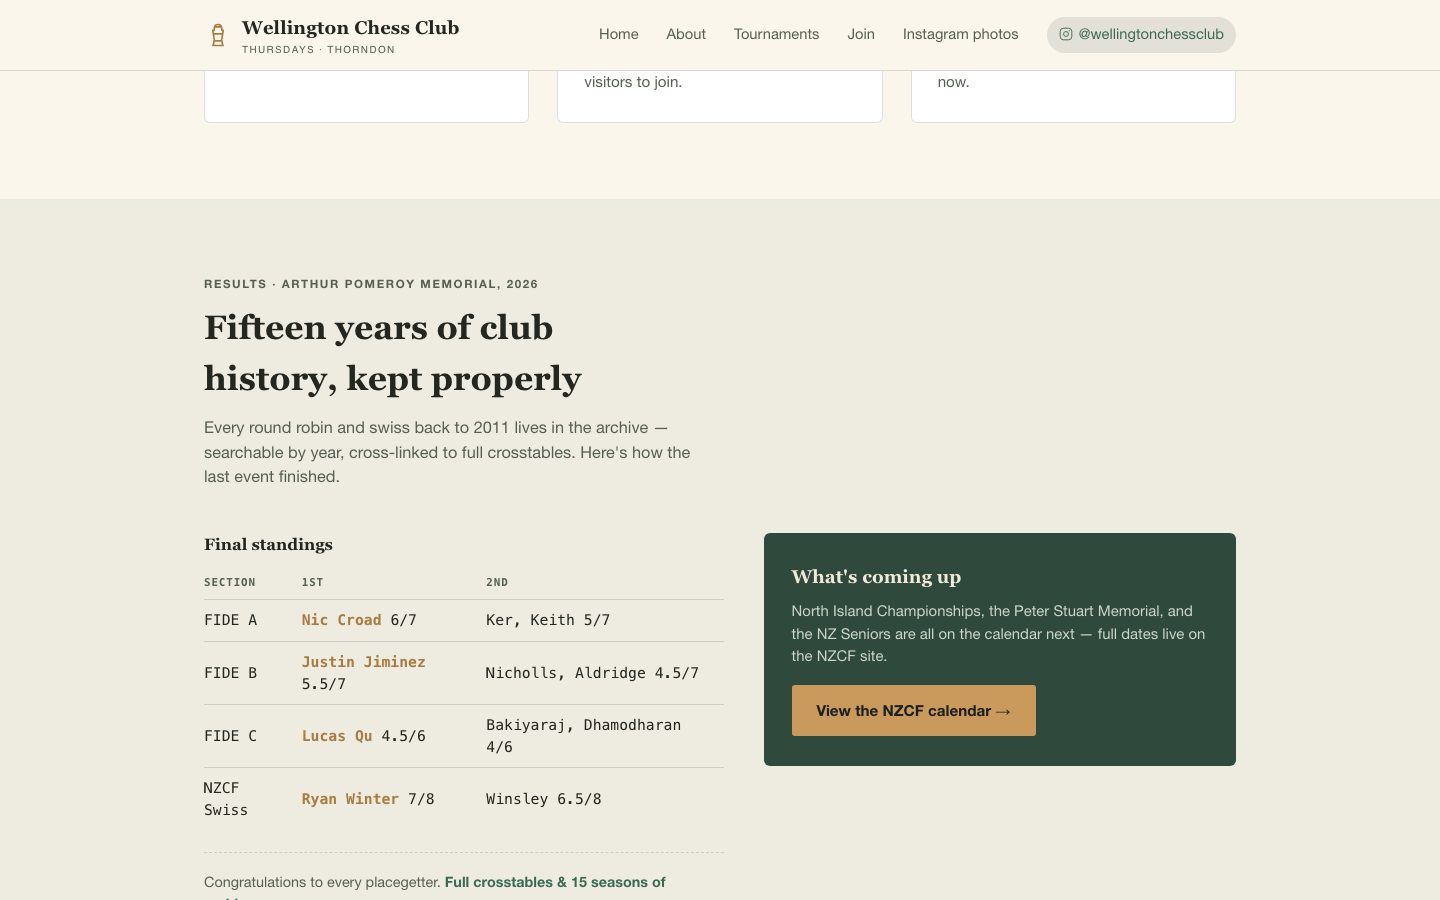 Wellington Chess Club
THURSDAYS · THORNDON
Home
About
Tournaments
Join
Instagram photos
@wellingtonchessclub
visitors to join.
now.
RESULTS · ARTHUR POMEROY MEMORIAL, 2026
Fifteen years of club
history, kept properly
Every round robin and swiss back to 2011 lives in the archive —
searchable by year, cross-linked to full crosstables. Here's how the
last event finished.
Final standings
SECTION 1ST 2ND
FIDE A Nic Croad 6/7 Ker, Keith 5/7
FIDE B Justin Jiminez 5.5/7 Nicholls, Aldridge 4.5/7
FIDE C Lucas Qu 4.5/6 Bakiyaraj, Dhamodharan 4/6
NZCF Swiss Ryan Winter 7/8 Winsley 6.5/8
Congratulations to every placegetter. Full crosstables & 15 seasons of
What's coming up
North Island Championships, the Peter Stuart Memorial, and
the NZ Seniors are all on the calendar next — full dates live on
the NZCF site.
View the NZCF calendar →